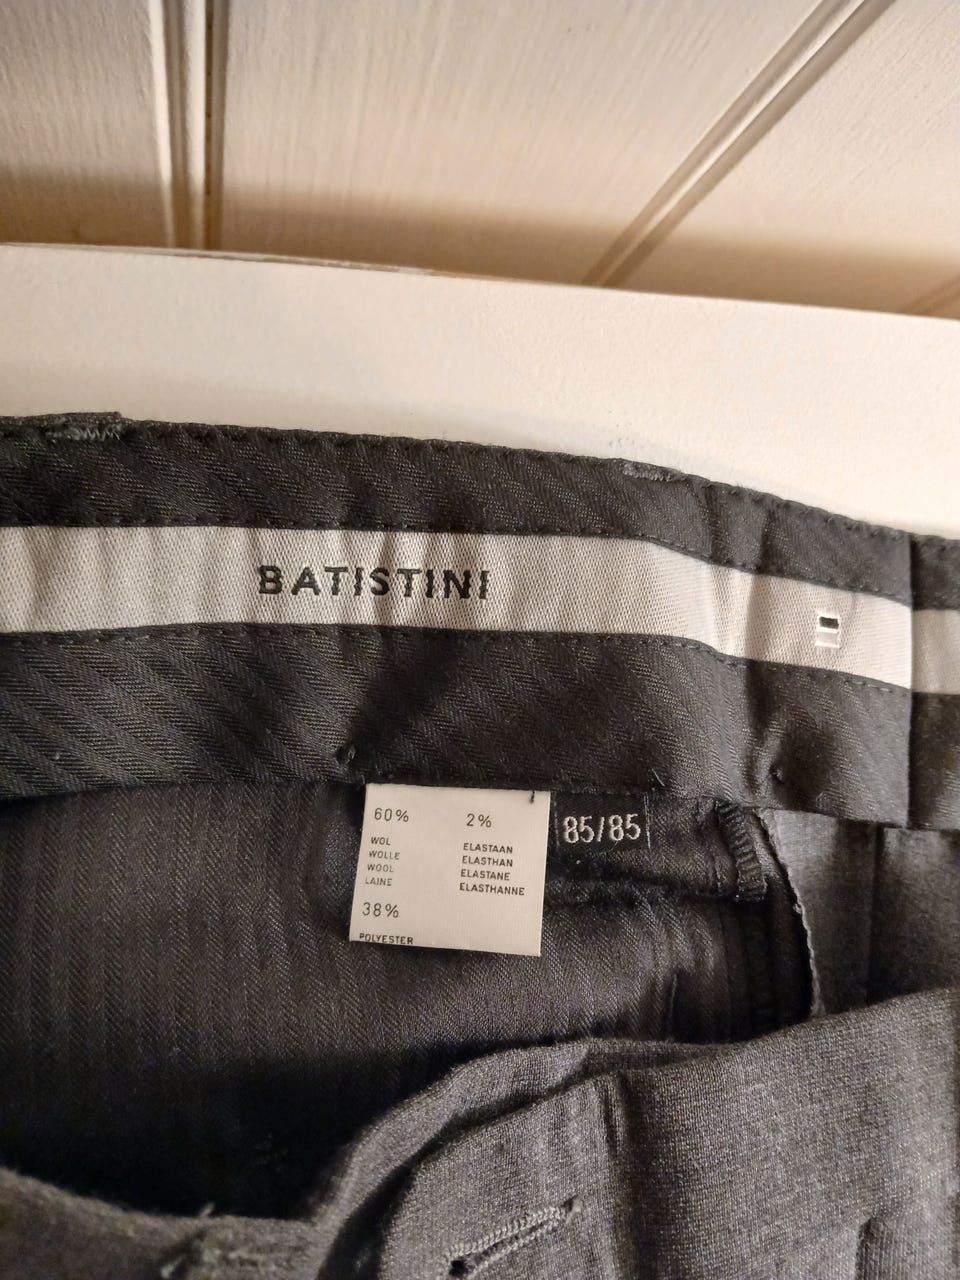 BATISTINI
60%
WOL
WOLLE
WOOL
LAINE
38%
POLYESTER
2%
ELASTAAN
ELASTHAN
ELASTANE
ELASTHANNE
85/85